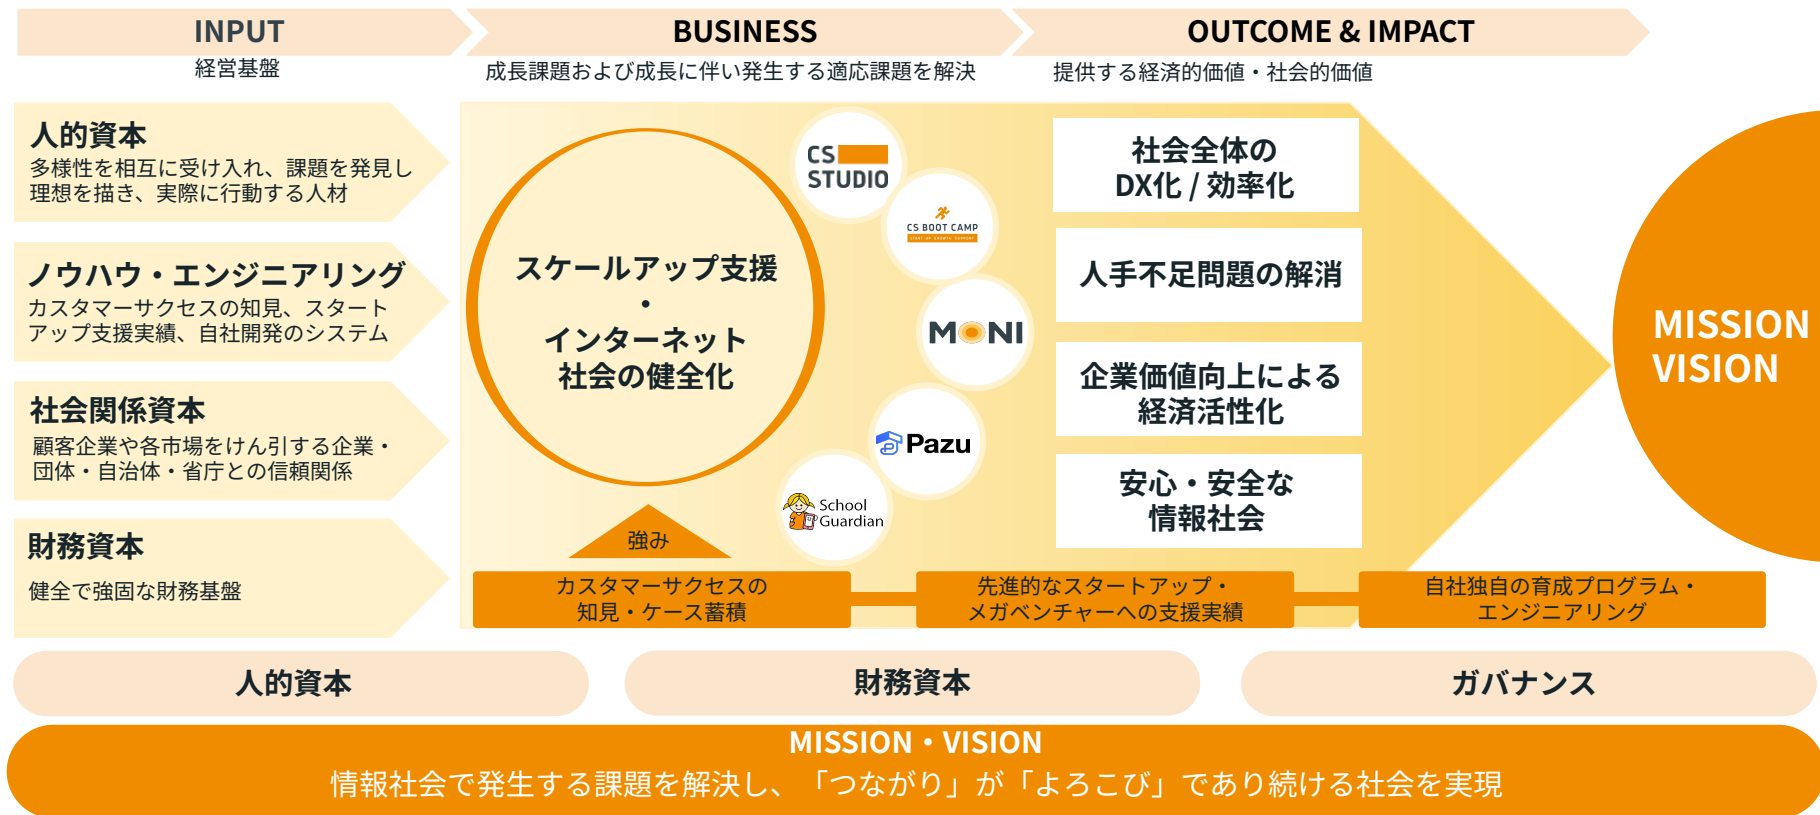 INPUT
経営基盤
BUSINESS
成長課題および成長に伴い発生する適応課題を解決
OUTCOME & IMPACT
提供する経済的価値・社会的価値
人的資本
多様性を相互に受け入れ、課題を発見し
理想を描き、実際に行動する人材
ノウハウ・エンジニアリング
カスタマーサクセスの知見、スタート
アップ支援実績、自社開発のシステム
社会関係資本
顧客企業や各市場をけん引する企業・
団体・自治体・省庁との信頼関係
財務資本
健全で強固な財務基盤
スケールアップ支援
・
インターネット
社会の健全化
強み
CS
STUDIO
CS BOOT CAMP
START UP GROWTH SUPPORT
MONI
Pazu
School
Guardian
社会全体の
DX化 / 効率化
人手不足問題の解消
企業価値向上による
経済活性化
安心・安全な
情報社会
MISSION
VISION
カスタマーサクセスの
知見・ケース蓄積
先進的なスタートアップ・
メガベンチャーへの支援実績
自社独自の育成プログラム・
エンジニアリング
人的資本
財務資本
ガバナンス
MISSION・VISION
情報社会で発生する課題を解決し、「つながり」が「よろこび」であり続ける社会を実現